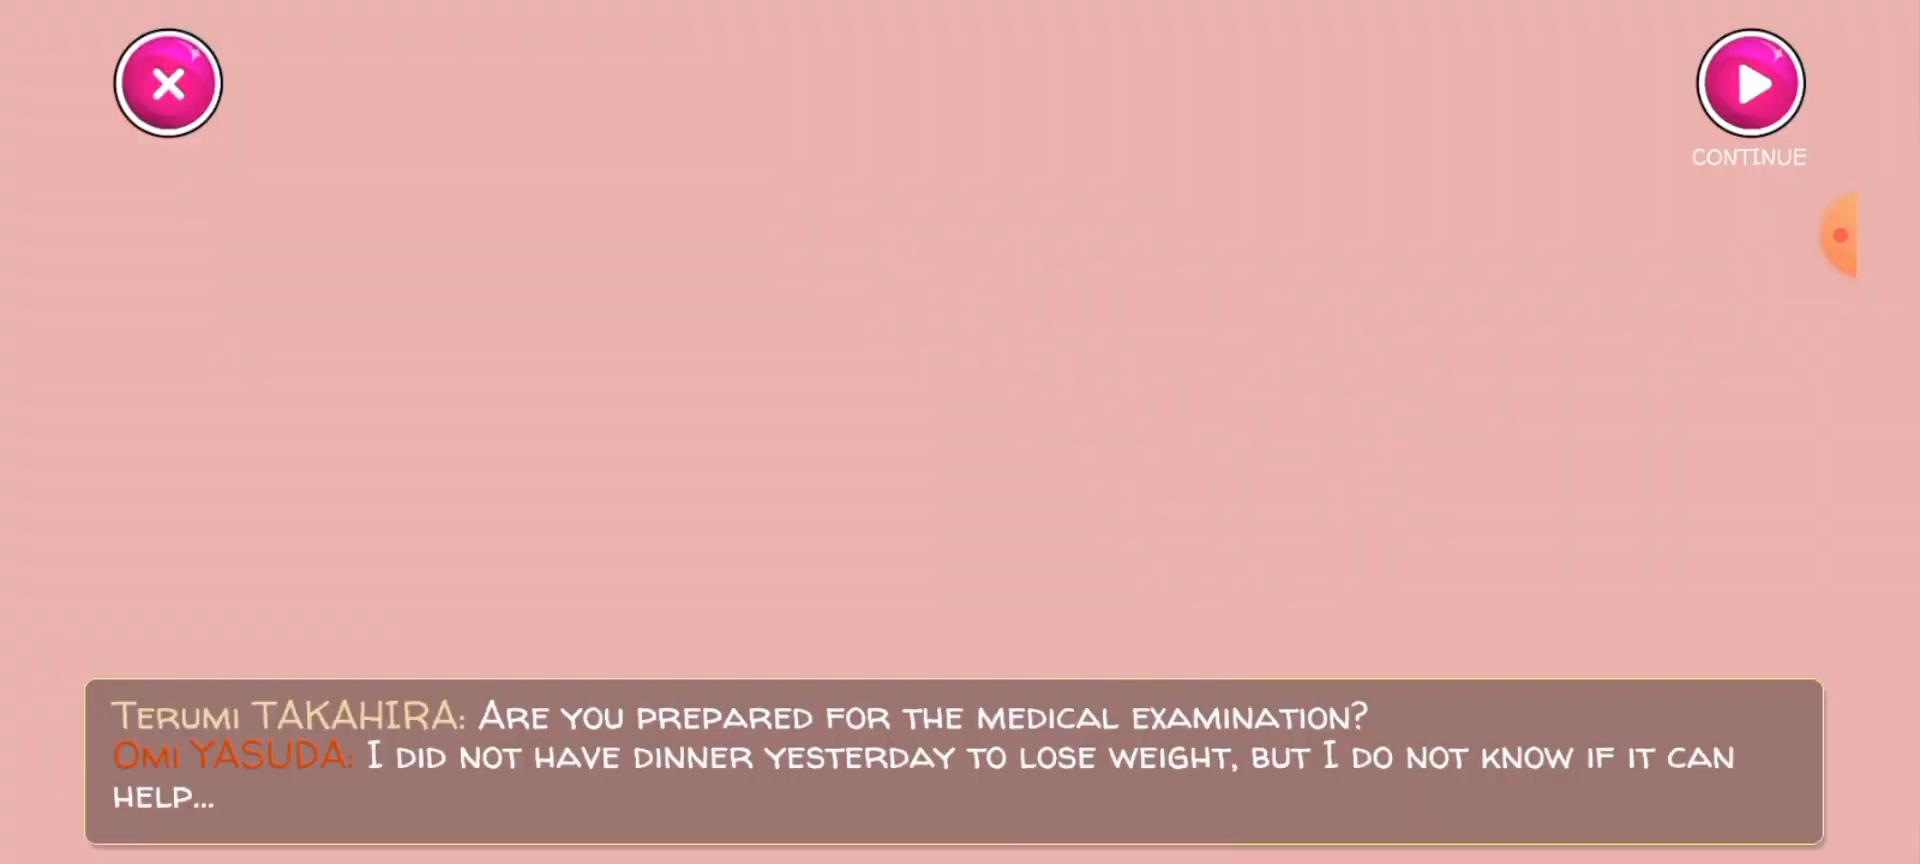 CONTINUE
Terumi TAKAHIRA: Are you prepared for the medical examination?
Omi YASUDA: I did not have dinner yesterday to lose weight, but I do not know if it can
help...